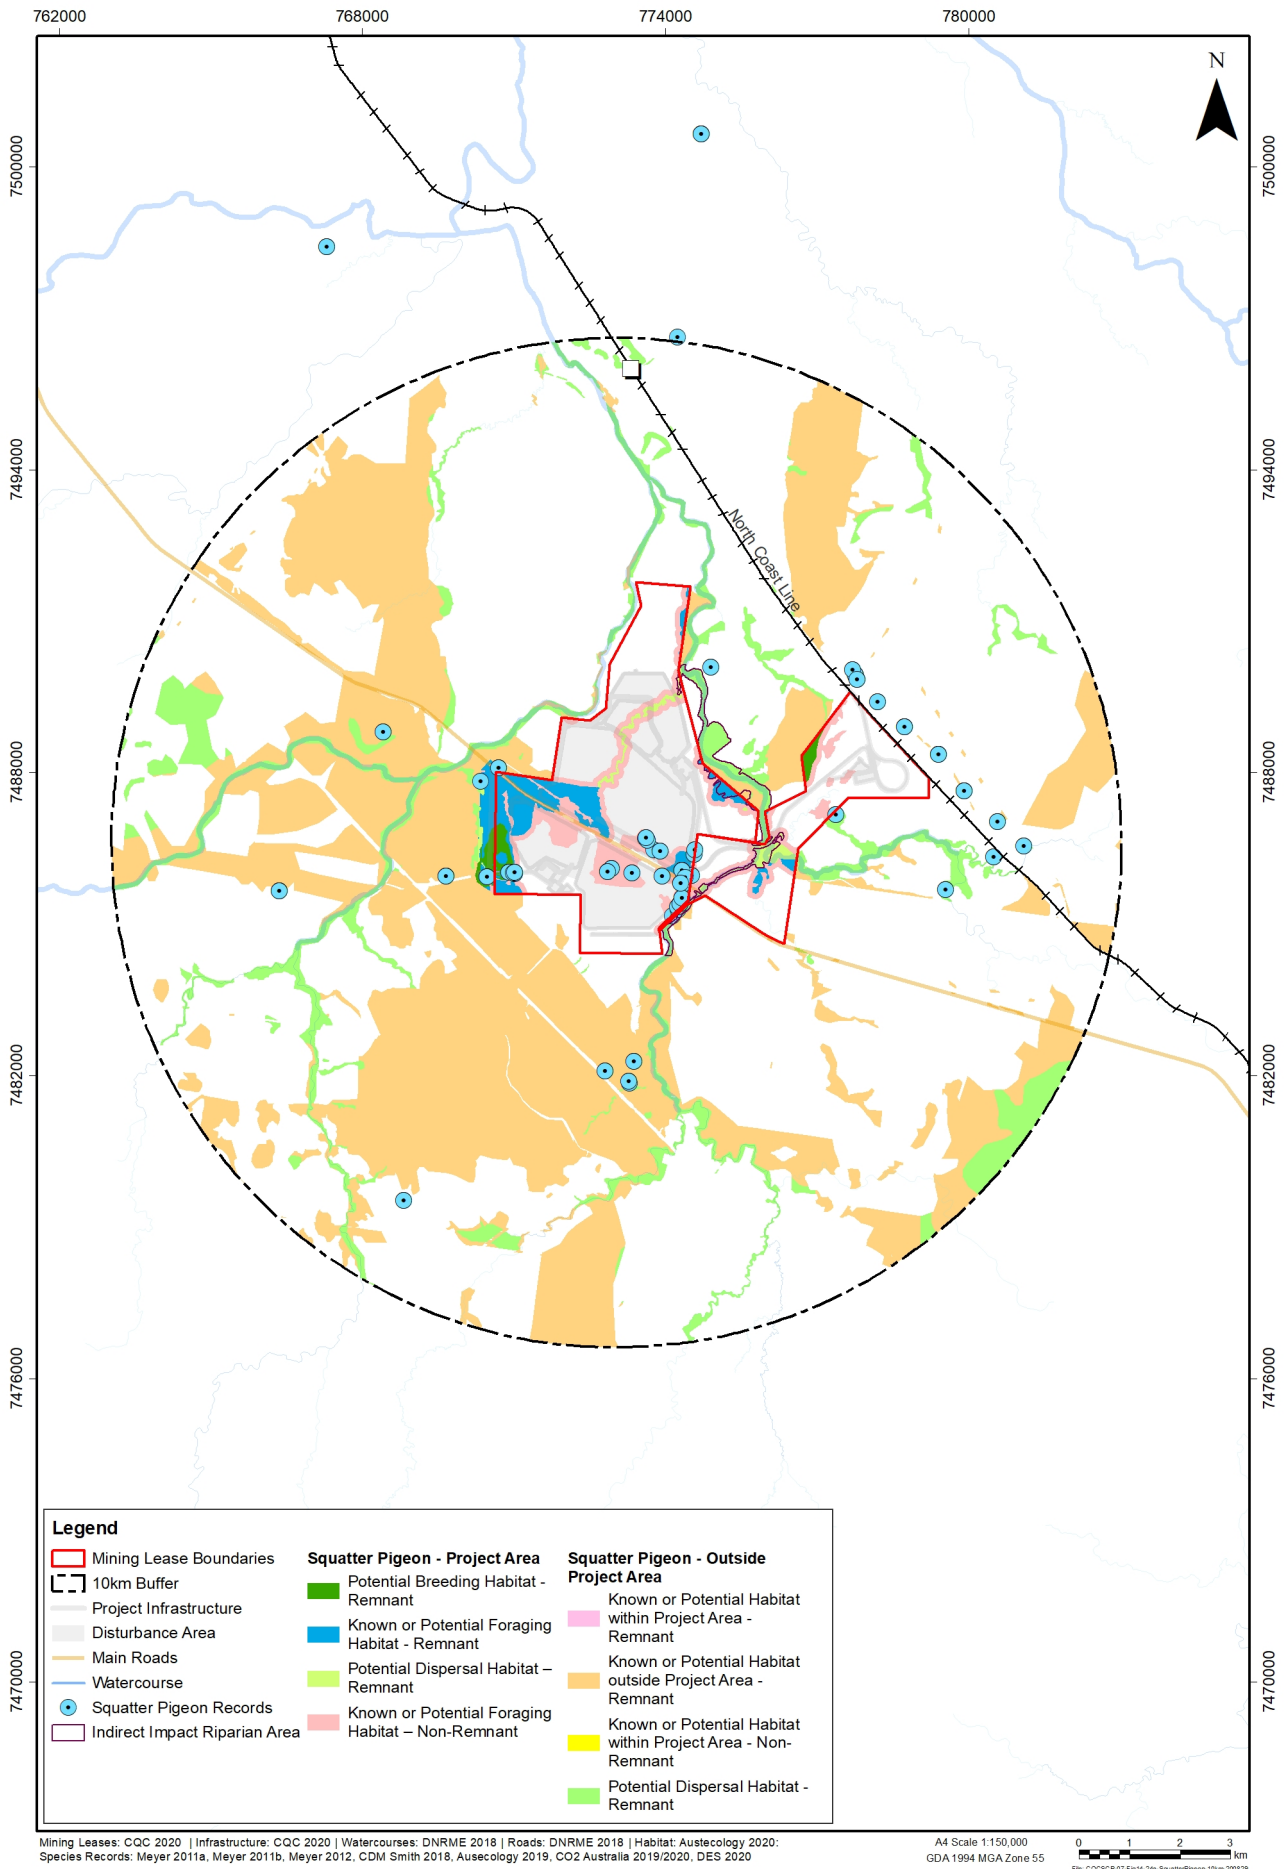 762000
768000
774000
780000
N
7500000
7500000
7494000
7494000
North Coast Line
7488000
7488000
7482000
7482000
7476000
7476000
7470000
7470000
Legend
Mining Lease Boundaries
10km Buffer
Project Infrastructure
Disturbance Area
Main Roads
Watercourse
Squatter Pigeon Records
Indirect Impact Riparian Area
Squatter Pigeon - Project Area
Potential Breeding Habitat -
Remnant
Known or Potential Foraging
Habitat - Remnant
Potential Dispersal Habitat –
Remnant
Known or Potential Foraging
Habitat – Non-Remnant
Squatter Pigeon - Outside
Project Area
Known or Potential Habitat
within Project Area -
Remnant
Known or Potential Habitat
outside Project Area -
Remnant
Known or Potential Habitat
within Project Area - Non-
Remnant
Potential Dispersal Habitat -
Remnant
Mining Leases: CQC 2020 | Infrastructure: CQC 2020 | Watercourses: DNRME 2018 | Roads: DNRME 2018 | Habitat: Austecology 2020:
Species Records: Meyer 2011a, Meyer 2011b, Meyer 2012, CDM Smith 2018, Ausecology 2019, CO2 Australia 2019/2020, DES 2020
A4 Scale 1:150,000
GDA 1994 MGA Zone 55
0 1 2 3
km